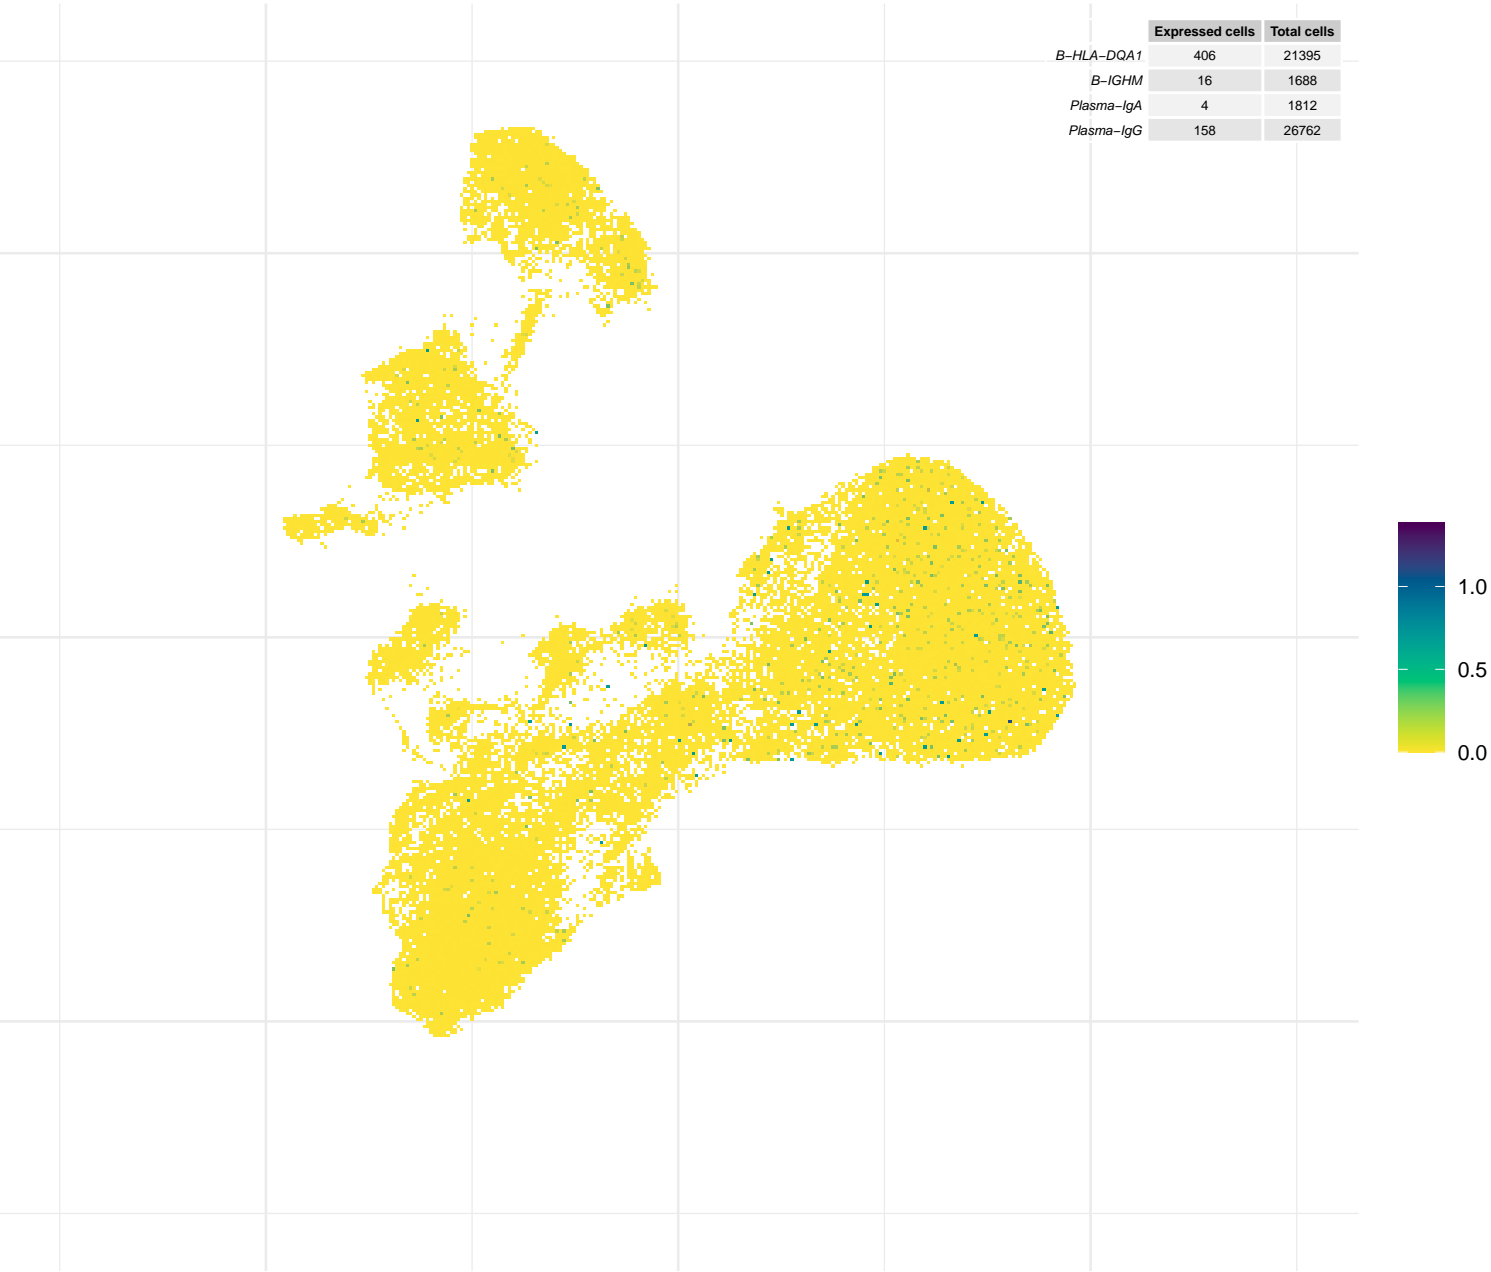 Expressed cells Total cells
B−HLA−DQA1 406 21395
B−IGHM 16 1688
Plasma−IgA 4 1812
Plasma−IgG 158 26762
1.0
0.5
0.0